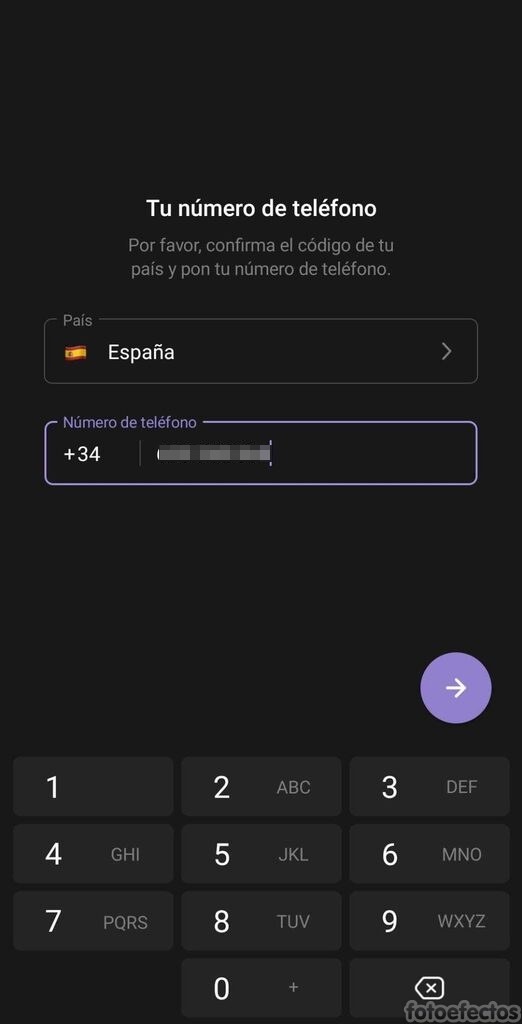 Tu número de teléfono
Por favor, confirma el código de tu
país y pon tu número de teléfono.
País
España
Número de teléfono
+34
1
2 ABC
3 DEF
4 GHI
5 JKL
6 MNO
7 PQRS
8 TUV
9 WXYZ
0 +
fotoefectos